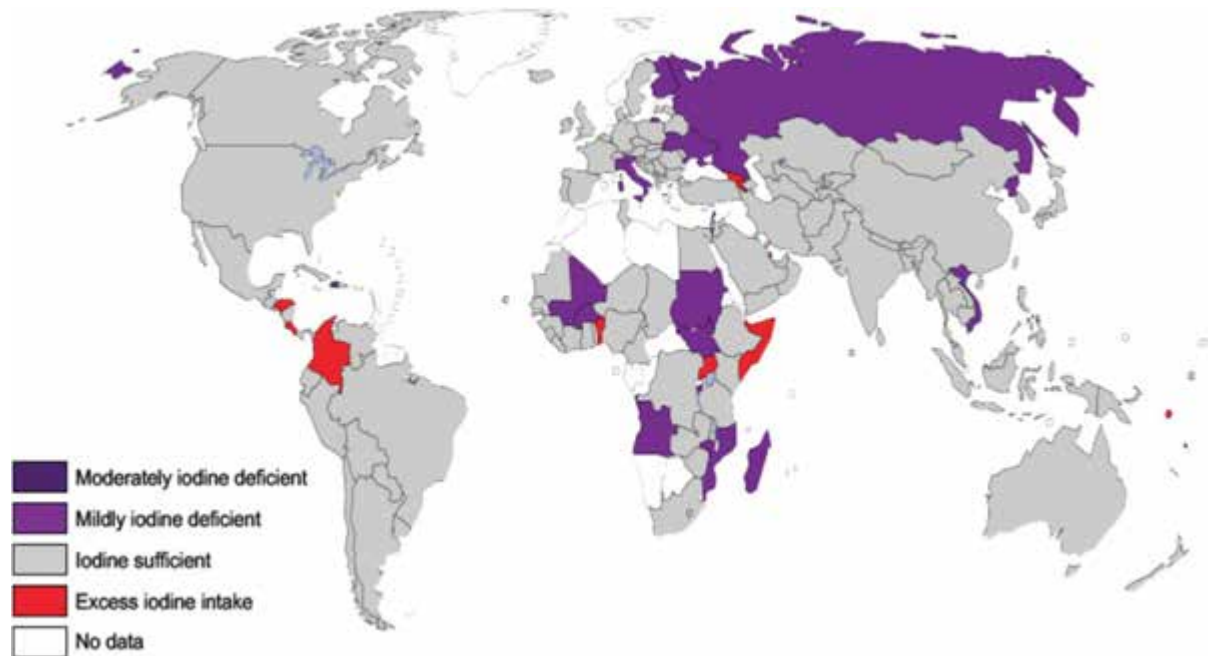 Moderately iodine deficient
Mildly iodine deficient
Iodine sufficient
Excess iodine intake
No data